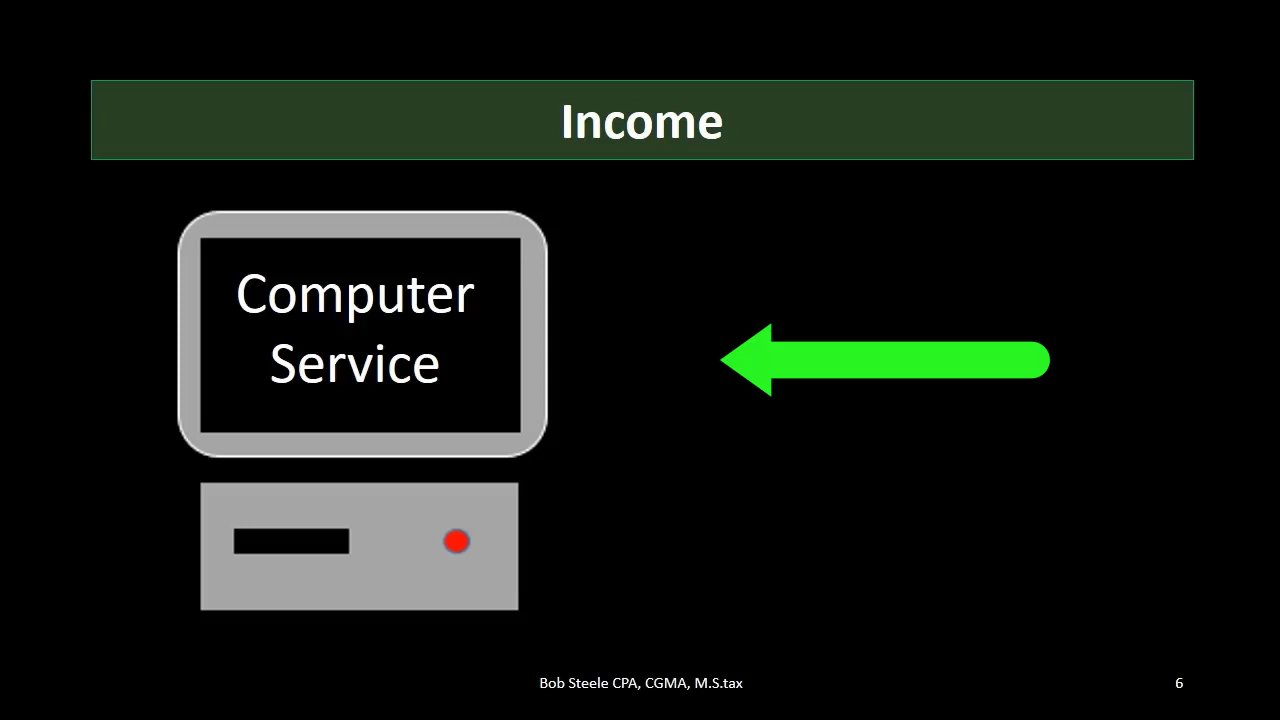 Income
Computer
Service
Bob Steele CPA, CGMA, M.S.tax
6